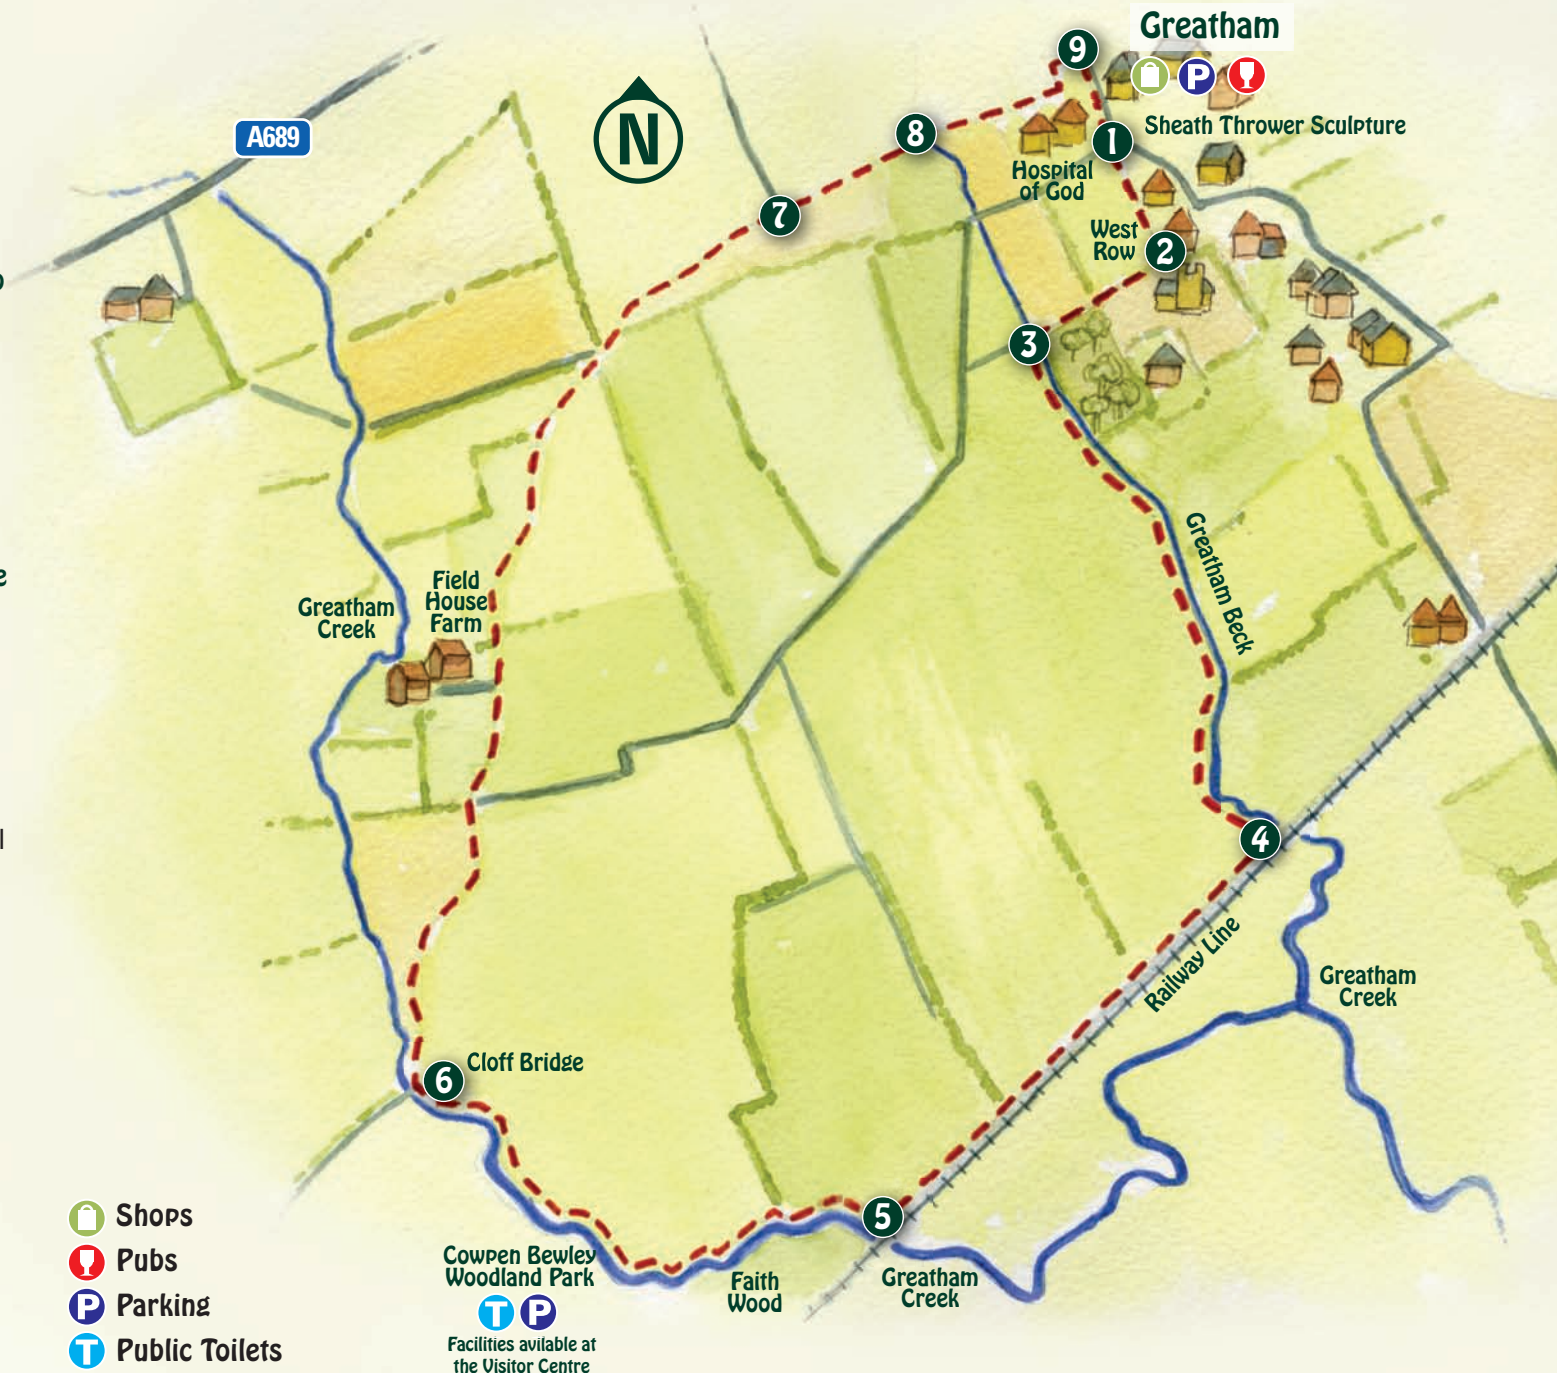 Greatham
P
9
A689
N
8
1
Sheath Thrower Sculpture
Hospital
of God
7
West
Row
2
3
Greatham Beck
Field
House
Farm
Greatham
Creek
4
Railway Line
Greatham
Creek
6
Cloff Bridge
5
Shops
Pubs
P Parking
T Public Toilets
Cowpen Bewley
Woodland Park
T P
Facilities avilable at
the Visitor Centre
Faith
Wood
Greatham
Creek